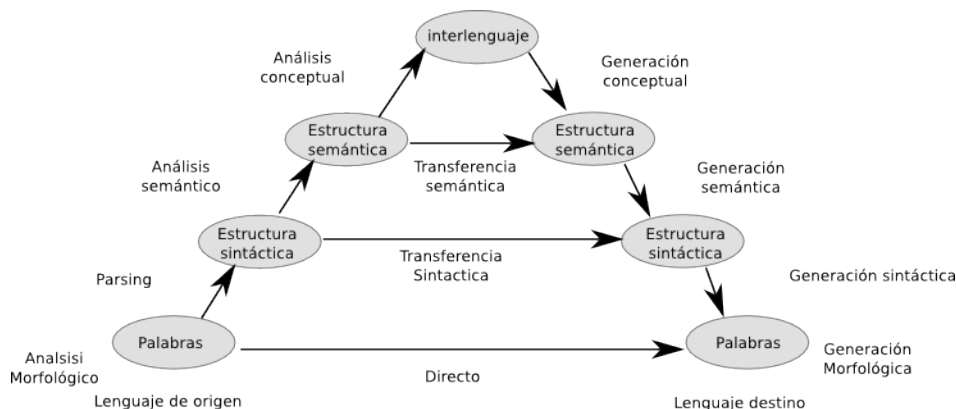 interlenguaje
Análisis
conceptual
Generación
conceptual
Estructura
semántica
Estructura
semántica
Transferencia
semántica
Análisis
semántico
Generación
semántica
Estructura
sintáctica
Estructura
sintáctica
Transferencia
Sintactica
Parsing
Generación sintáctica
Palabras
Palabras
Analsisi
Morfológico
Directo
Generación
Morfológica
Lenguaje de origen
Lenguaje destino